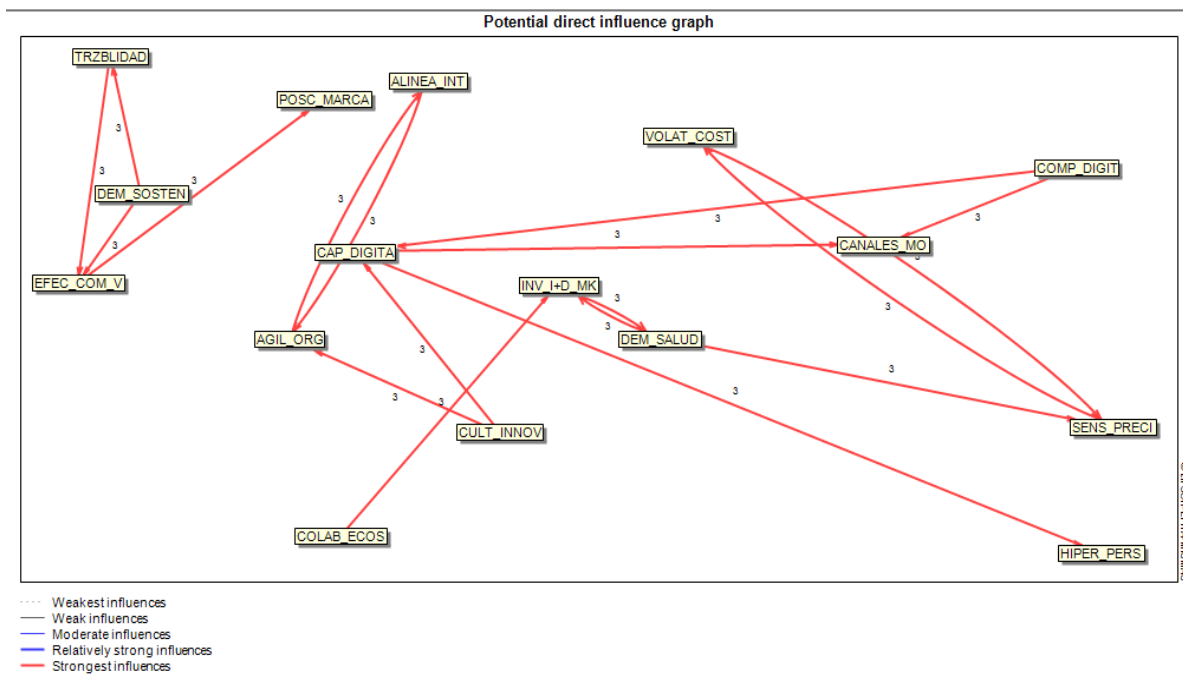 Potential direct influence graph
TRZBLIDAD
ALINEA_INT
POSC_MARCA
VOLAT_COST
3
COMP_DIGIT
3
3
DEM_SOSTEN
3
3
3
3
3
3
3
CAP_DIGITA
CANALES_MO
3
EFEC_COM_V
INV_I+D_MK
3
3
3
AGIL_ORG
DEM_SALUD
3
3
3
3
3
CULT_INNOV
SENS_PRECI
COLAB_ECOS
HIPER_PERS
Weakest influences
Weak influences
Moderate influences
Relatively strong influences
Strongest influences